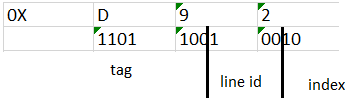 0X D 9 2
1101 1001 0010
tag line id index